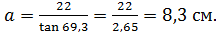 a = 22/tan 69,3 = 22/2,65 = 8,3 см.